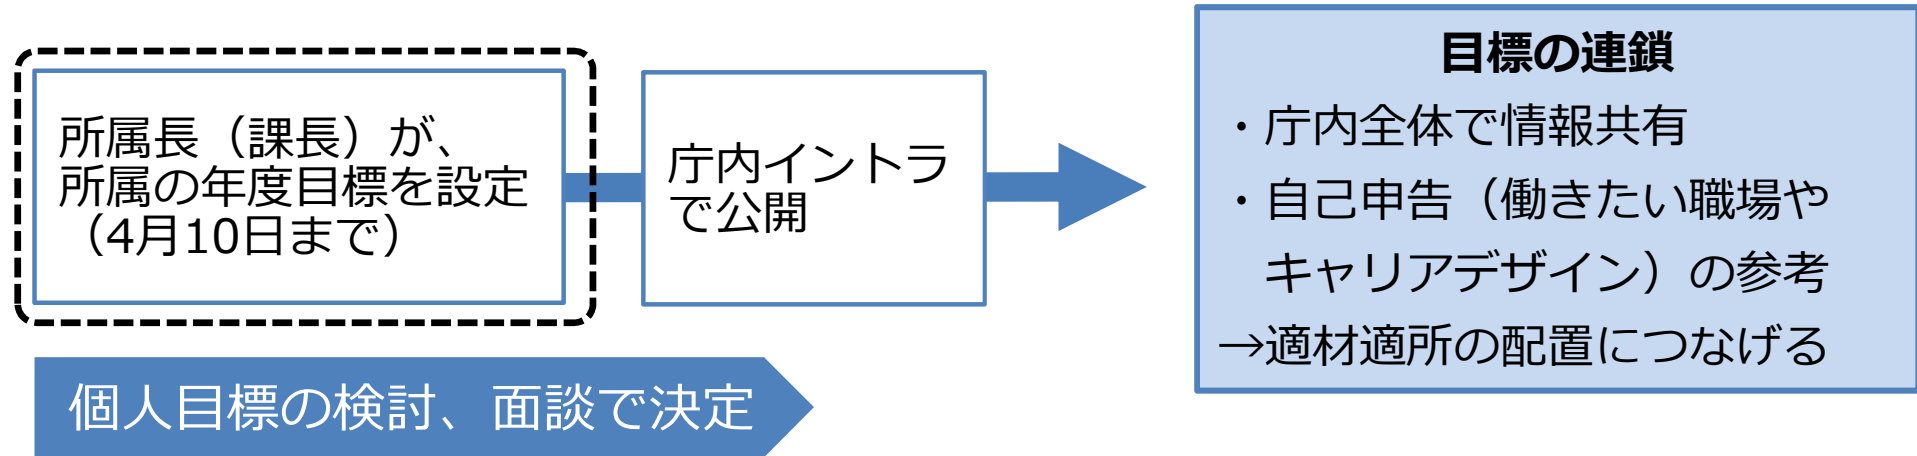 所属長（課長）が、
所属の年度目標を設定
（4月10日まで）
庁内イントラ
で公開
目標の連鎖
・庁内全体で情報共有
・自己申告（働きたい職場や
キャリアデザイン）の参考
→適材適所の配置につなげる
個人目標の検討、面談で決定